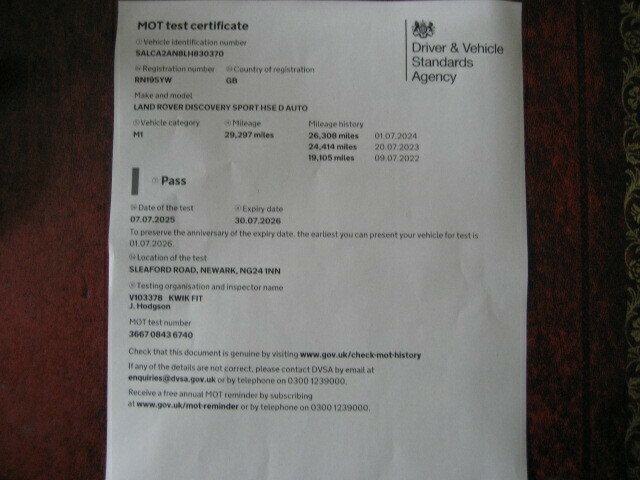 MOT test certificate
Driver & Vehicle
Standards
Agency
Vehicle identification number
SALCA2AN8LH830370
Registration number Country of registration
RN19SYW GB
Make and model
LAND ROVER DISCOVERY SPORT HSE D AUTO
Vehicle category Mileage Mileage history
M1 29,297 miles 26,308 miles 01.07.2024
24,414 miles 20.07.2023
19,105 miles 09.07.2022
Pass
Date of the test Expiry date
07.07.2025 30.07.2026
To preserve the anniversary of the expiry date, the earliest you can present your vehicle for test is
01.07.2026.
Location of the test
SLEAFORD ROAD, NEWARK, NG24 1NN
Testing organisation and inspector name
V103378 KWIK FIT
J. Hodgson
MOT test number
3667 0843 6740
Check that this document is genuine by visiting www.gov.uk/check-mot-history
If any of the details are not correct, please contact DVSA by email at
enquiries@dvsa.gov.uk or by telephone on 0300 1239000.
Receive a free annual MOT reminder by subscribing
at www.gov.uk/mot-reminder or by telephone on 0300 1239000.